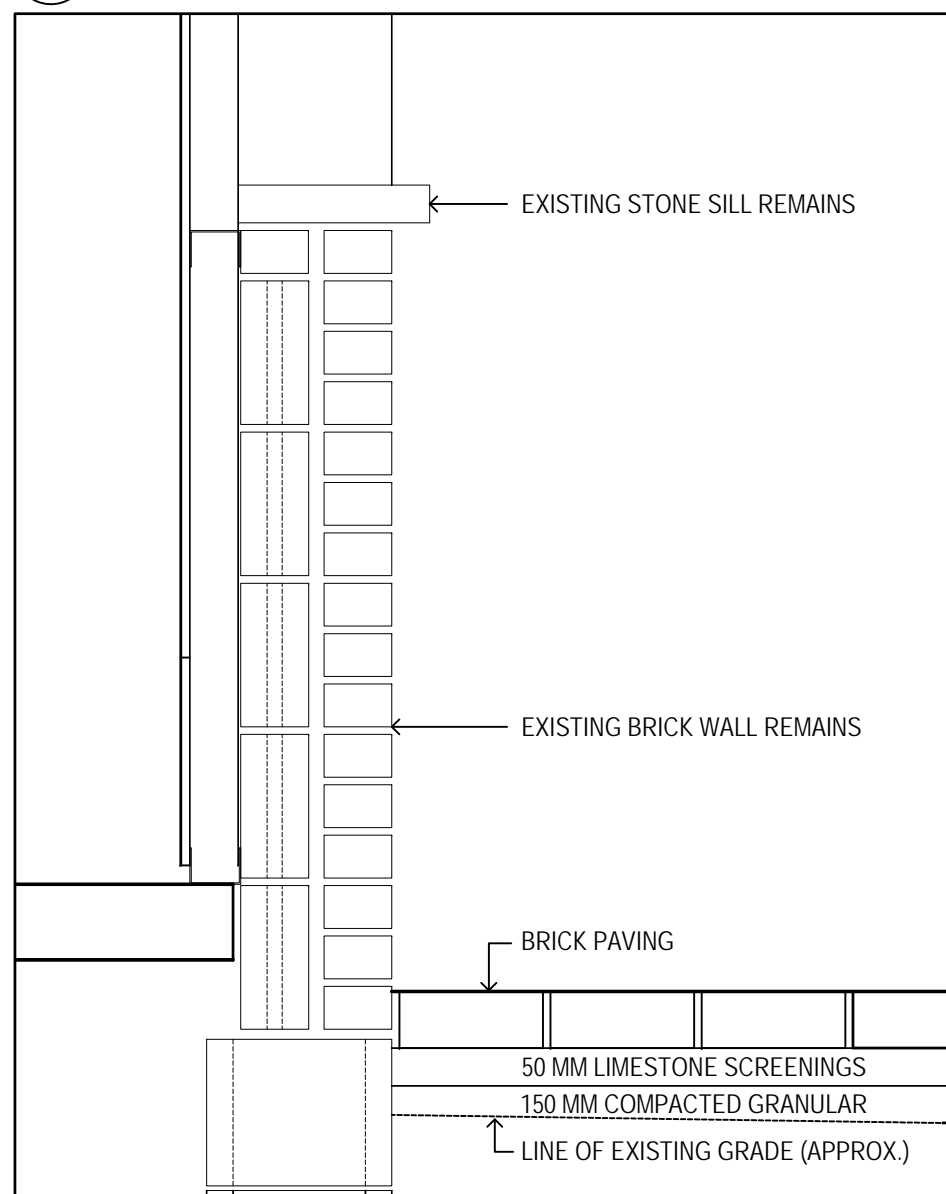 EXISTING STONE SILL REMAINS
EXISTING BRICK WALL REMAINS
BRICK PAVING
50 MM LIMESTONE SCREENINGS
150 MM COMPACTED GRANULAR
LINE OF EXISTING GRADE (APPROX.)